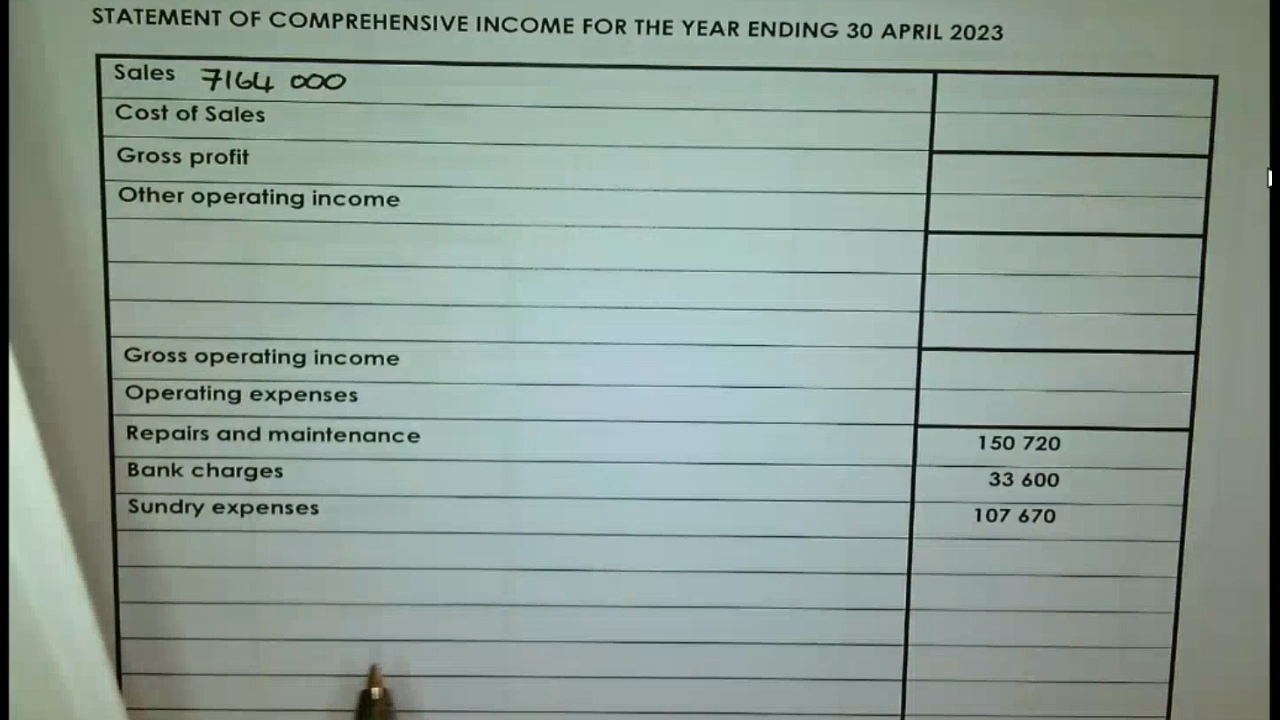 STATEMENT OF COMPREHENSIVE INCOME FOR THE YEAR ENDING 30 APRIL 2023
Sales 7164 000
Cost of Sales
Gross profit
Other operating income
Gross operating income
Operating expenses
Repairs and maintenance 150 720
Bank charges 33 600
Sundry expenses 107 670